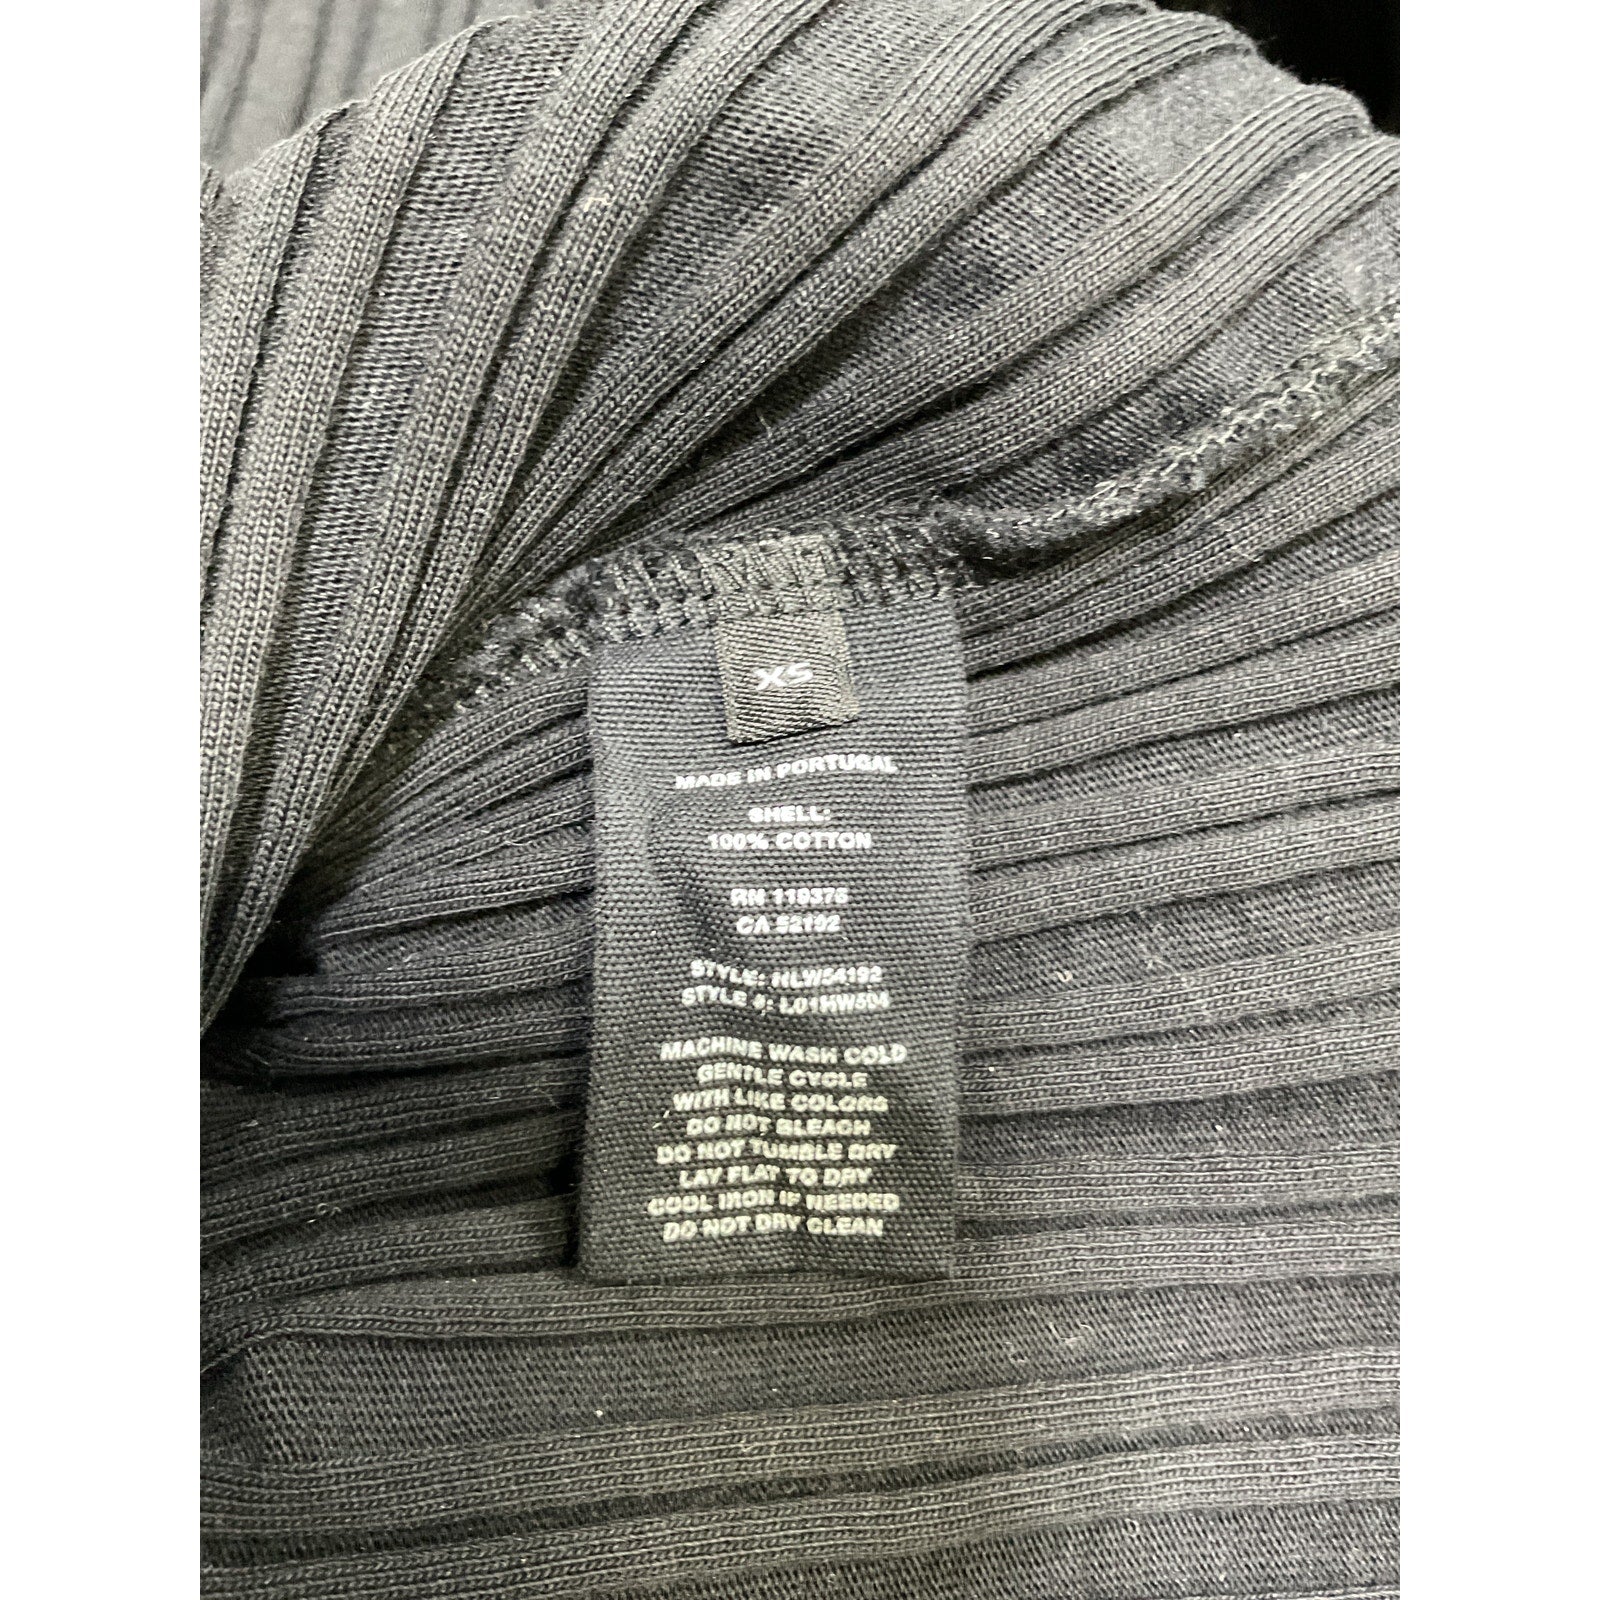 XS
MADE IN PORTUGAL
SHELL:
100% COTTON
RN 119376
CA 52192
STYLE: HLW54192
STYLE #: L01HW504
MACHINE WASH COLD
GENTLE CYCLE
WITH LIKE COLORS
DO NOT BLEACH
DO NOT TUMBLE DRY
LAY FLAT TO DRY
COOL IRON IF NEEDED
DO NOT DRY CLEAN